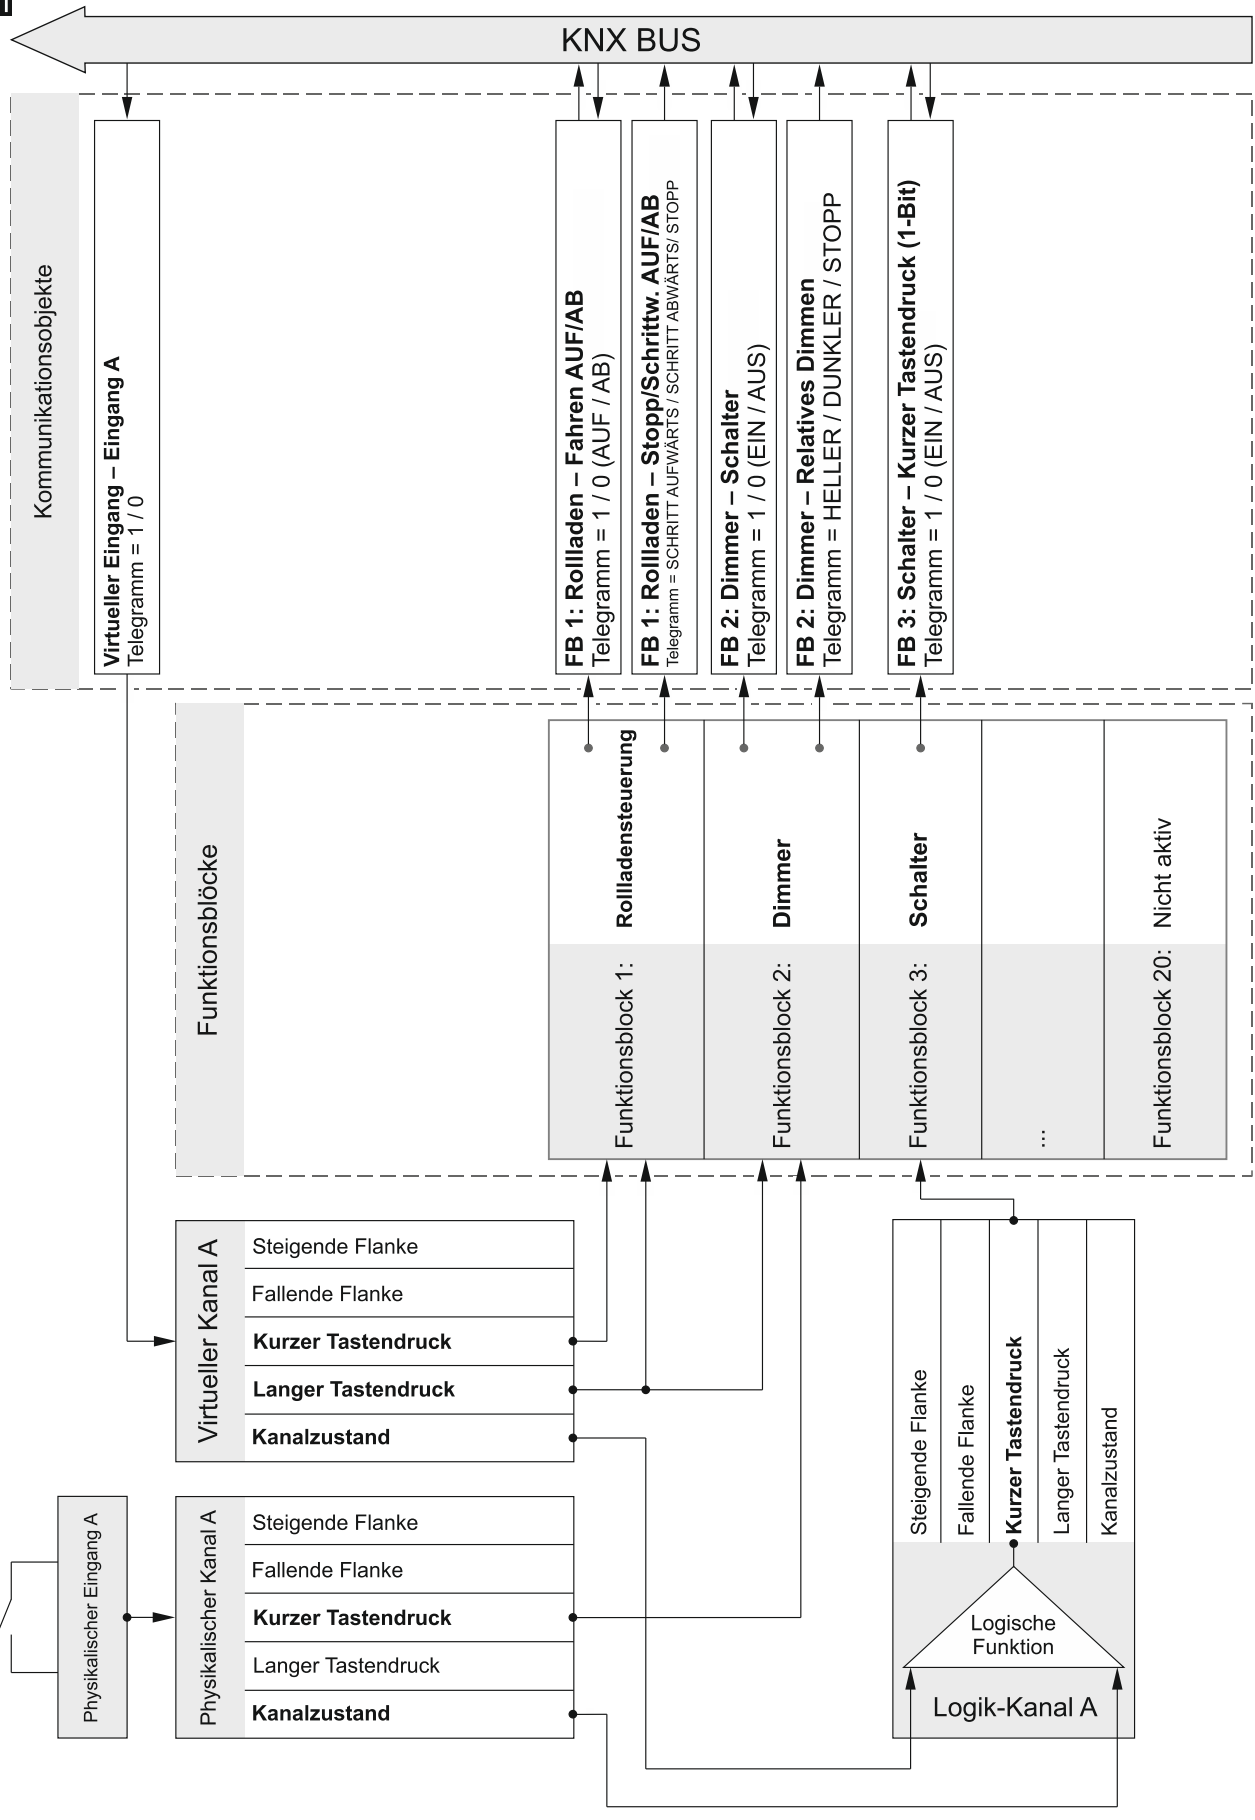 KNX BUS
Kommunikationsobjekte
Virtueller Eingang – Eingang A
Telegramm = 1 / 0
FB 1: Rollladen – Fahren AUF/AB
Telegramm = 1 / 0 (AUF / AB)
FB 1: Rollladen – Stopp/Schrittw. AUF/AB
Telegramm = SCHRITT AUFWÄRTS / SCHRITT ABWÄRTS/ STOPP
FB 2: Dimmer – Schalter
Telegramm = 1 / 0 (EIN / AUS)
FB 2: Dimmer – Relatives Dimmen
Telegramm = HELLER / DUNKLER / STOPP
FB 3: Schalter – Kurzer Tastendruck (1-Bit)
Telegramm = 1 / 0 (EIN / AUS)
Funktionsblöcke
Funktionsblock 1: Rollladensteuerung
Funktionsblock 2: Dimmer
Funktionsblock 3: Schalter
...
Funktionsblock 20: Nicht aktiv
Virtueller Kanal A
Steigende Flanke
Fallende Flanke
Kurzer Tastendruck
Langer Tastendruck
Kanalzustand
Physikalischer Eingang A
Physikalischer Kanal A
Steigende Flanke
Fallende Flanke
Kurzer Tastendruck
Langer Tastendruck
Kanalzustand
Steigende Flanke
Fallende Flanke
Kurzer Tastendruck
Langer Tastendruck
Kanalzustand
Logische
Funktion
Logik-Kanal A